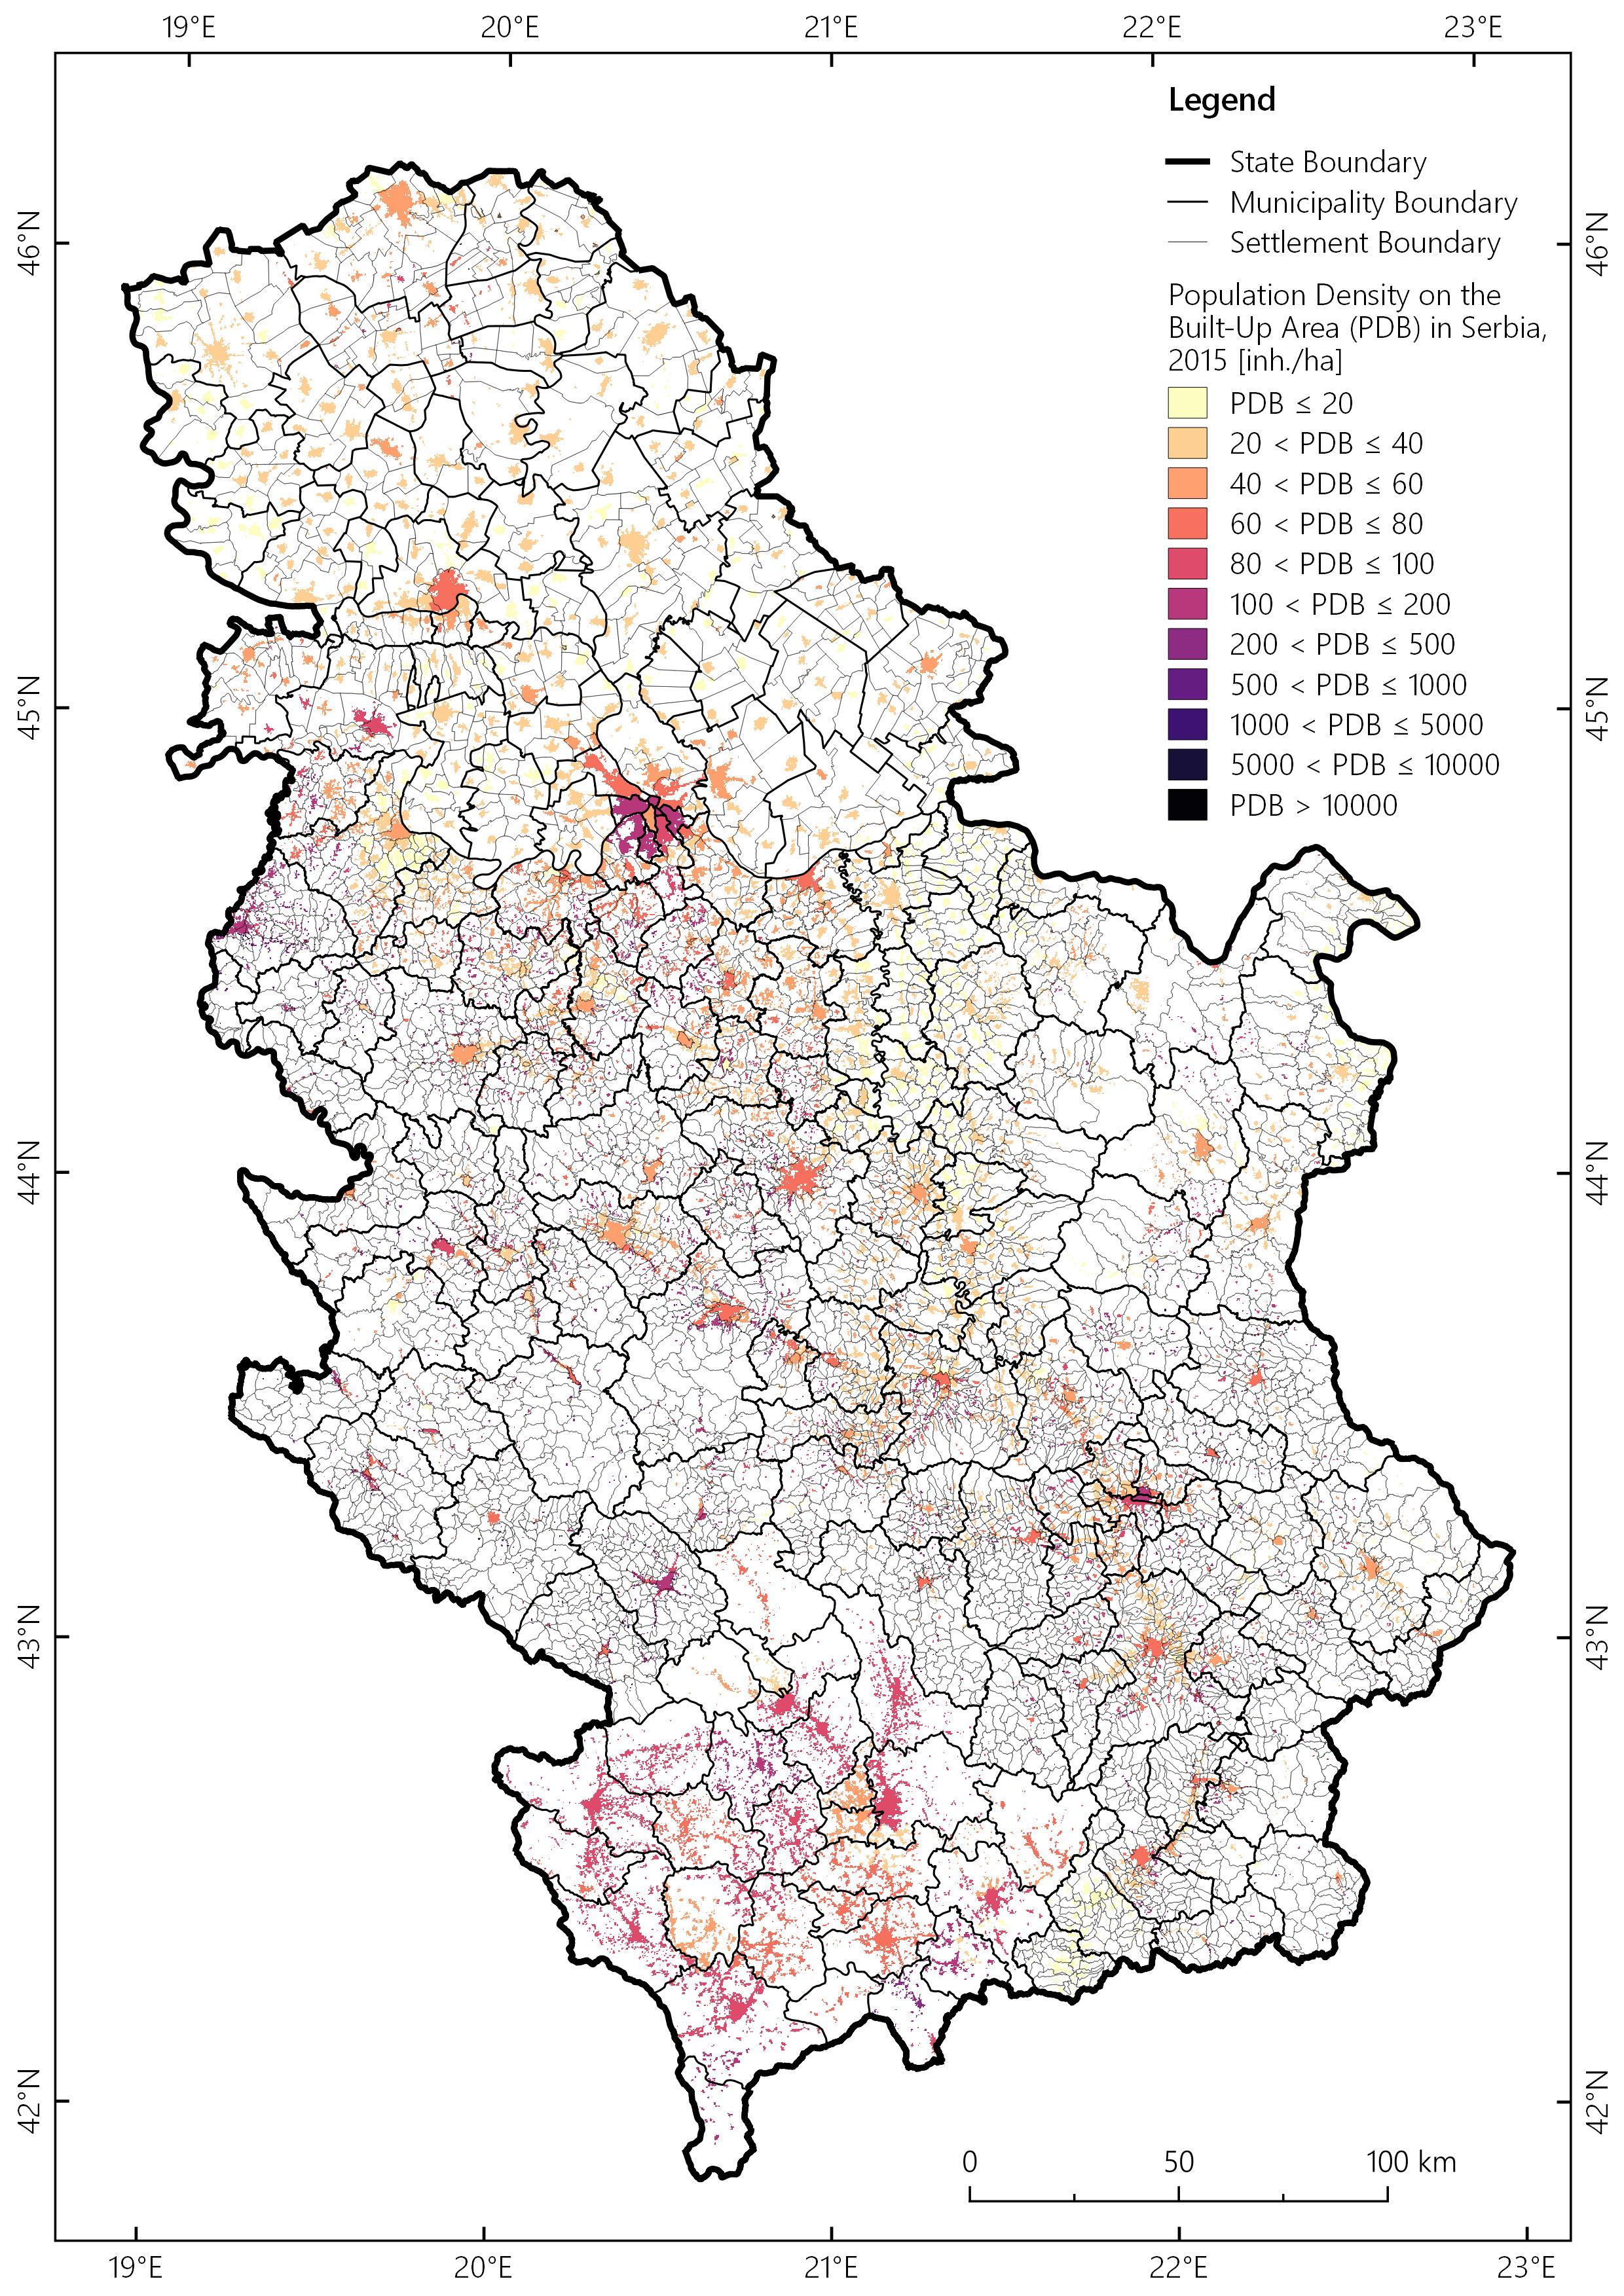 19°E 20°E 21°E 22°E 23°E
Legend
State Boundary
Municipality Boundary
Settlement Boundary
Population Density on the
Built-Up Area (PDB) in Serbia,
2015 [inh./ha]
PDB ≤ 20
20 < PDB ≤ 40
40 < PDB ≤ 60
60 < PDB ≤ 80
80 < PDB ≤ 100
100 < PDB ≤ 200
200 < PDB ≤ 500
500 < PDB ≤ 1000
1000 < PDB ≤ 5000
5000 < PDB ≤ 10000
PDB > 10000
46°N 46°N
45°N 45°N
44°N 44°N
43°N 43°N
42°N 42°N
0 50 100 km
19°E 20°E 21°E 22°E 23°E